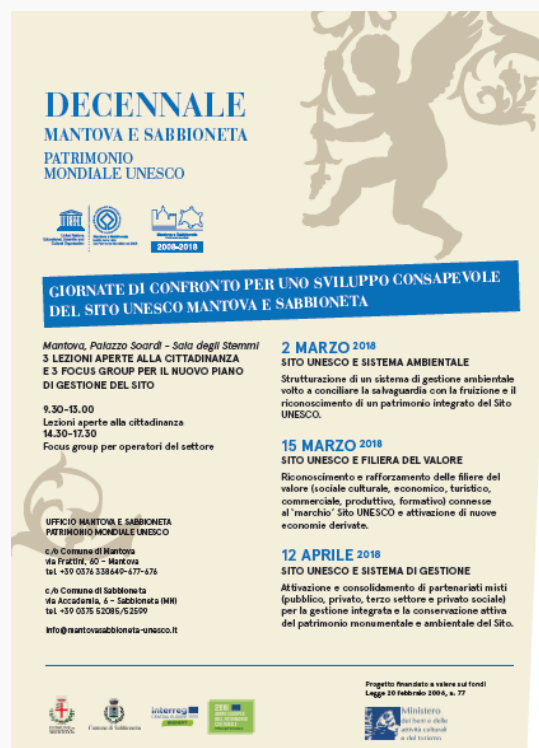 DECENNALE
MANTOVA E SABBIONETA
PATRIMONIO
MONDIALE UNESCO
2008-2018
GIORNATE DI CONFRONTO PER UNO SVILUPPO CONSAPEVOLE
DEL SITO UNESCO MANTOVA E SABBIONETA
Mantova, Palazzo Soardi - Sala degli Stemmi
3 LEZIONI APERTE ALLA CITTADINANZA
E 3 FOCUS GROUP PER IL NUOVO PIANO
DI GESTIONE DEL SITO
9.30-13.00
Lezioni aperte alla cittadinanza
14.30-17.30
Focus group per operatori del settore
UFFICIO MANTOVA E SABBIONETA
PATRIMONIO MONDIALE UNESCO
c/o Comune di Mantova
via Frattini, 60 - Mantova
tel. +39 0376 338649-677-676
c/o Comune di Sabbioneta
via Accademia, 6 - Sabbioneta (MN)
tel. +39 0375 52085/52599
info@mantovasabbioneta-unesco.it
2 MARZO 2018
SITO UNESCO E SISTEMA AMBIENTALE
Strutturazione di un sistema di gestione ambientale
volto a conciliare la salvaguardia con la fruizione e il
riconoscimento di un patrimonio integrato del Sito
UNESCO.
15 MARZO 2018
SITO UNESCO E FILIERA DEL VALORE
Riconoscimento e rafforzamento delle filiere del
valore (sociale culturale, economico, turistico,
commerciale, produttivo, formativo) connesse
al 'marchio' Sito UNESCO e attivazione di nuove
economie derivate.
12 APRILE 2018
SITO UNESCO E SISTEMA DI GESTIONE
Attivazione e consolidamento di partenariati misti
(pubblico, privato, terzo settore e privato sociale)
per la gestione integrata e la conservazione attiva
del patrimonio monumentale e ambientale del Sito.
Progetto finanziato a valere sui fondi
Legge 20 febbraio 2006, n. 77
Comune di Sabbioneta
Interreg
2018
Ministero
dei beni e delle
attività culturali
e del turismo